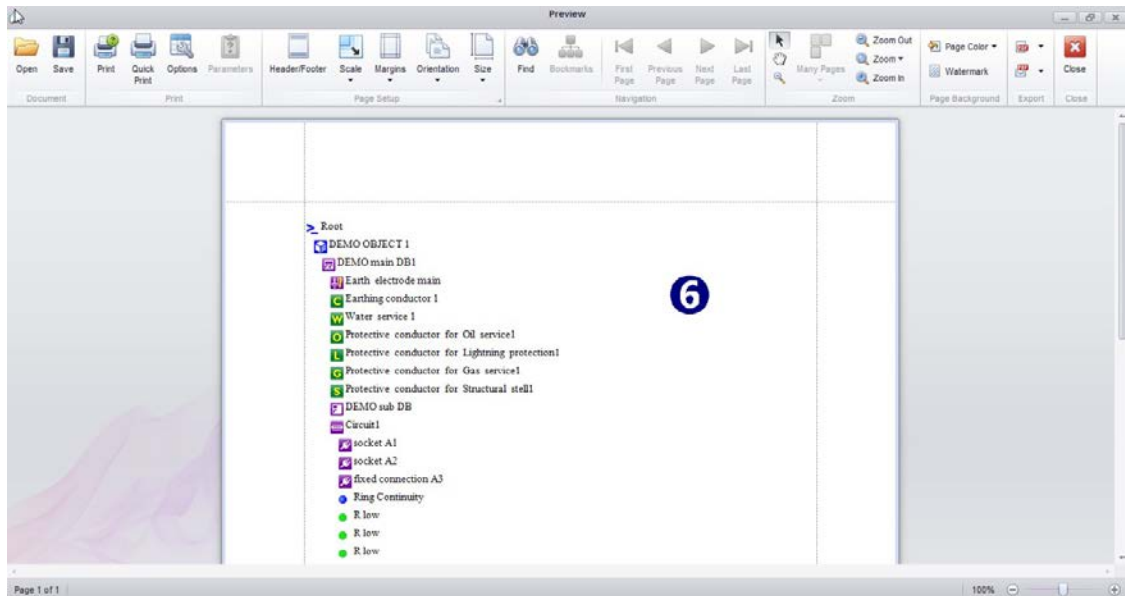 Preview
Open Save Print Quick Print Options Parameters Header/Footer Scale Margins Orientation Size Find Bookmarks First Page Previous Page Next Page Last Page Many Pages Zoom Out Zoom Zoom In Page Color Watermark Close
Document Print Page Setup Navigation Zoom Page Background Export Close
Root
DEMO OBJECT 1
DEMO main DB1
Earth electrode main
6
C Earthing conductor 1
W Water service 1
O Protective conductor for Oil service1
L Protective conductor for Lightning protection1
G Protective conductor for Gas service1
S Protective conductor for Structural stell1
DEMO sub DB
Circuit1
socket A1
socket A2
fixed connection A3
Ring Continuity
R low
R low
R low
Page 1 of 1 100%